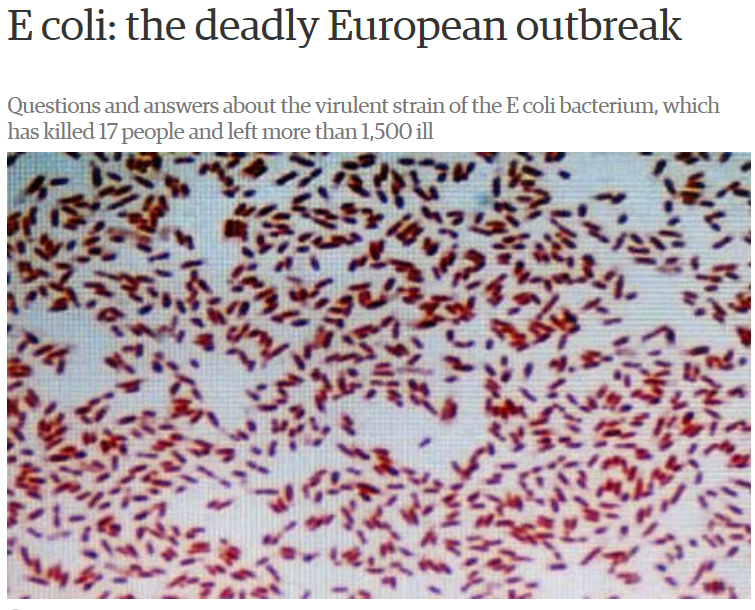 E coli: the deadly European outbreak
Questions and answers about the virulent strain of the E coli bacterium, which
has killed 17 people and left more than 1,500 ill